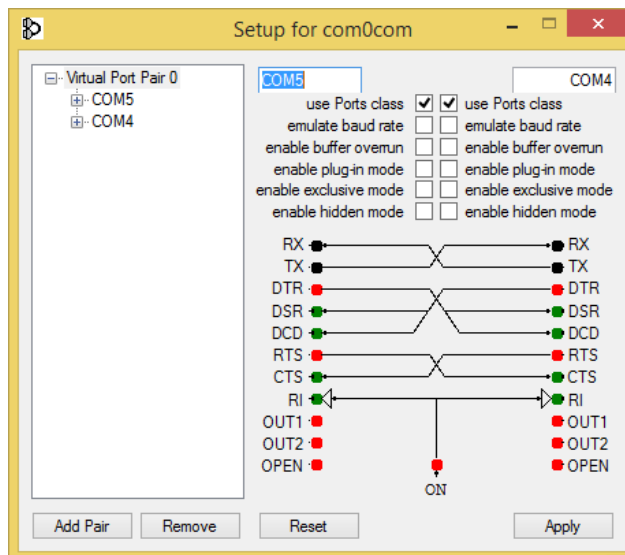 Setup for com0com
Virtual Port Pair 0
COM5
COM4
COM5 COM4
use Ports class use Ports class
emulate baud rate emulate baud rate
enable buffer overrun enable buffer overrun
enable plug-in mode enable plug-in mode
enable exclusive mode enable exclusive mode
enable hidden mode enable hidden mode
RX RX
TX TX
DTR DTR
DSR DSR
DCD DCD
RTS RTS
CTS CTS
RI RI
OUT1 OUT1
OUT2 OUT2
OPEN OPEN
ON
Add Pair Remove Reset Apply